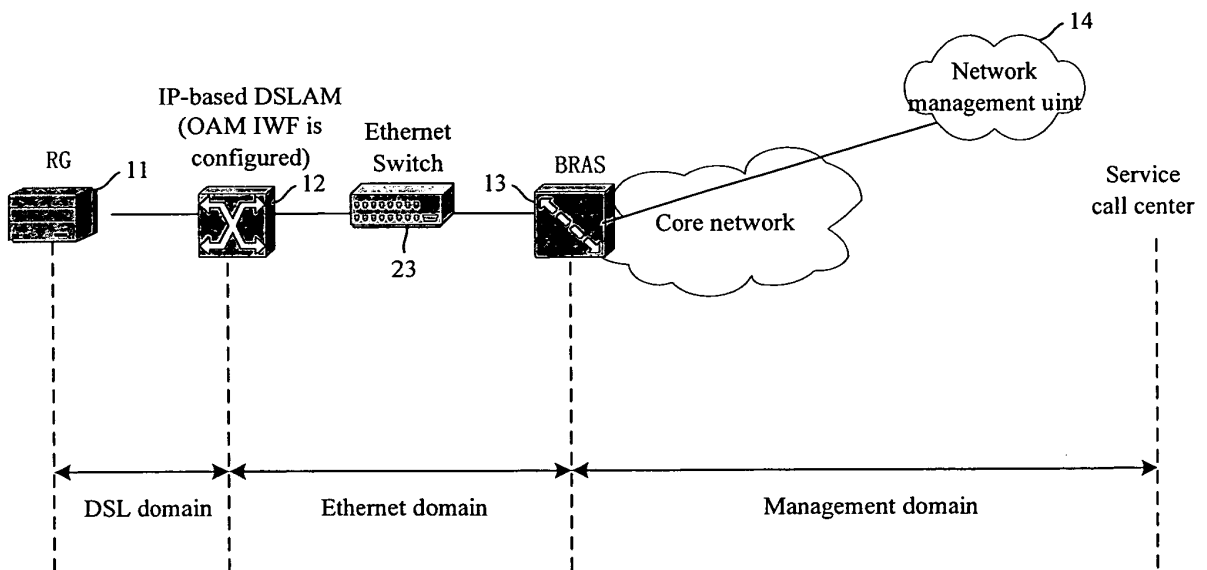 14
Network
management uint
IP-based DSLAM
(OAM IWF is
configured)
Ethernet
Switch
RG
11
12
13
BRAS
Core network
Service
call center
23
DSL domain
Ethernet domain
Management domain